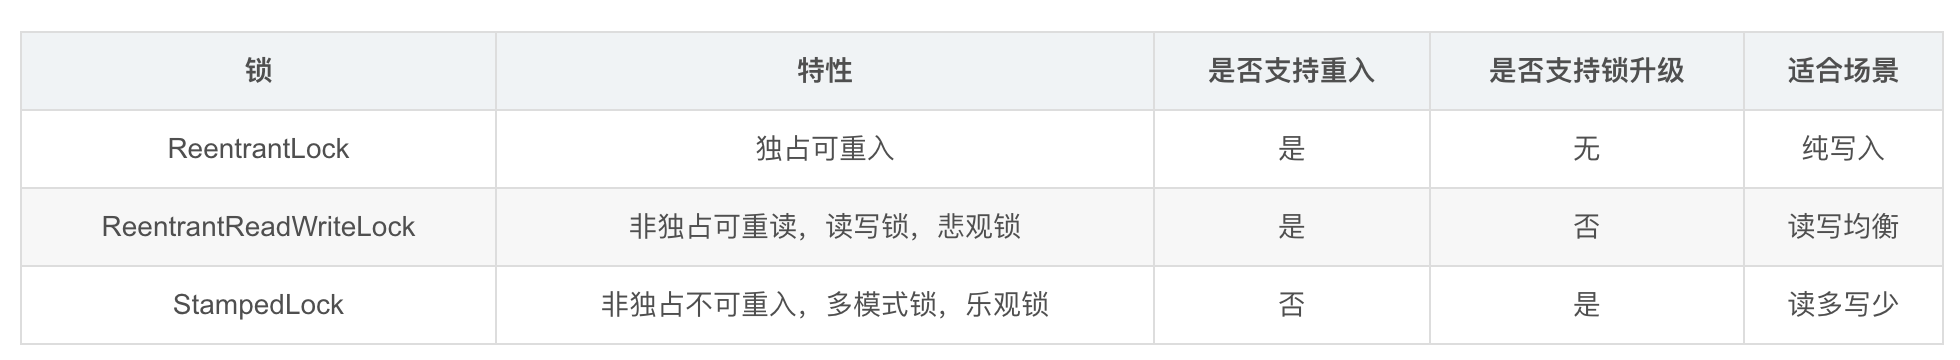 锁 特性 是否支持重入 是否支持锁升级 适合场景
ReentrantLock 独占可重入 是 无 纯写入
ReentrantReadWriteLock 非独占可重读，读写锁，悲观锁 是 否 读写均衡
StampedLock 非独占不可重入，多模式锁，乐观锁 否 是 读多写少